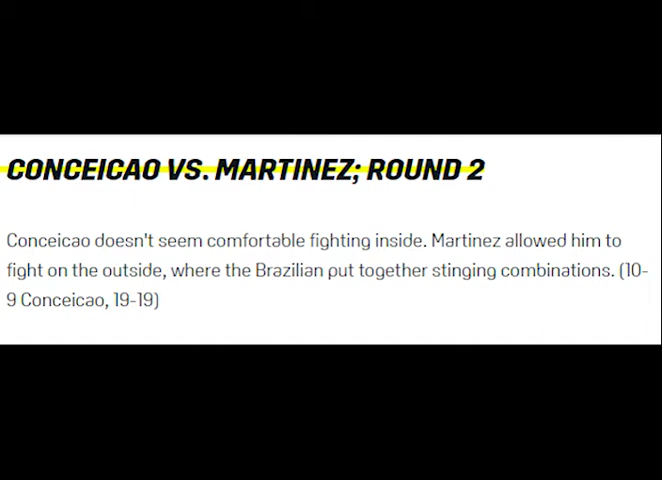 CONCEICAO VS. MARTINEZ; ROUND 2
Conceicao doesn't seem comfortable fighting inside. Martinez allowed him to
fight on the outside, where the Brazilian put together stinging combinations. (10-
9 Conceicao, 19-19)